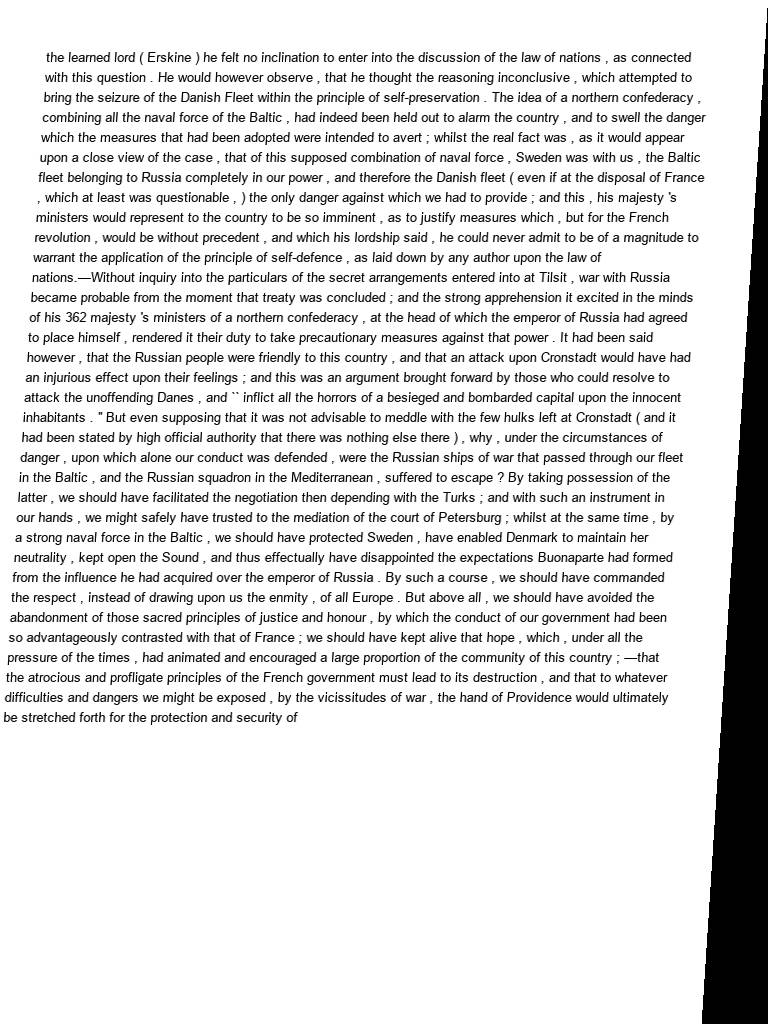 the learned lord ( Erskine ) he felt no inclination to enter into the discussion of the law of nations , as connected
with this question . He would however observe , that he thought the reasoning inconclusive , which attempted to
bring the seizure of the Danish Fleet within the principle of self-preservation . The idea of a northern confederacy ,
combining all the naval force of the Baltic , had indeed been held out to alarm the country , and to swell the danger
which the measures that had been adopted were intended to avert ; whilst the real fact was , as it would appear
upon a close view of the case , that of this supposed combination of naval force , Sweden was with us , the Baltic
fleet belonging to Russia completely in our power , and therefore the Danish fleet ( even if at the disposal of France
, which at least was questionable , ) the only danger against which we had to provide ; and this , his majesty 's
ministers would represent to the country to be so imminent , as to justify measures which , but for the French
revolution , would be without precedent , and which his lordship said , he could never admit to be of a magnitude to
warrant the application of the principle of self-defence , as laid down by any author upon the law of
nations.—Without inquiry into the particulars of the secret arrangements entered into at Tilsit , war with Russia
became probable from the moment that treaty was concluded ; and the strong apprehension it excited in the minds
of his 362 majesty 's ministers of a northern confederacy , at the head of which the emperor of Russia had agreed
to place himself , rendered it their duty to take precautionary measures against that power . It had been said
however , that the Russian people were friendly to this country , and that an attack upon Cronstadt would have had
an injurious effect upon their feelings ; and this was an argument brought forward by those who could resolve to
attack the unoffending Danes , and `` inflict all the horrors of a besieged and bombarded capital upon the innocent
inhabitants . " But even supposing that it was not advisable to meddle with the few hulks left at Cronstadt ( and it
had been stated by high official authority that there was nothing else there ) , why , under the circumstances of
danger , upon which alone our conduct was defended , were the Russian ships of war that passed through our fleet
in the Baltic , and the Russian squadron in the Mediterranean , suffered to escape ? By taking possession of the
latter , we should have facilitated the negotiation then depending with the Turks ; and with such an instrument in
our hands , we might safely have trusted to the mediation of the court of Petersburg ; whilst at the same time , by
a strong naval force in the Baltic , we should have protected Sweden , have enabled Denmark to maintain her
neutrality , kept open the Sound , and thus effectually have disappointed the expectations Buonaparte had formed
from the influence he had acquired over the emperor of Russia . By such a course , we should have commanded
the respect , instead of drawing upon us the enmity , of all Europe . But above all , we should have avoided the
abandonment of those sacred principles of justice and honour , by which the conduct of our government had been
so advantageously contrasted with that of France ; we should have kept alive that hope , which , under all the
pressure of the times , had animated and encouraged a large proportion of the community of this country ; —that
the atrocious and profligate principles of the French government must lead to its destruction , and that to whatever
difficulties and dangers we might be exposed , by the vicissitudes of war , the hand of Providence would ultimately
be stretched forth for the protection and security of